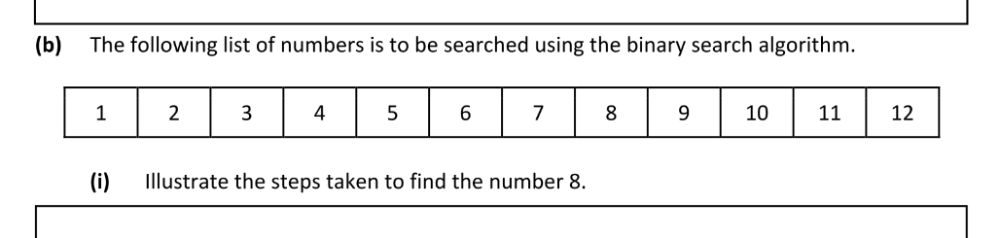 (b) The following list of numbers is to be searched using the binary search algorithm.
1 2 3 4 5 6 7 8 9 10 11 12
(i) Illustrate the steps taken to find the number 8.